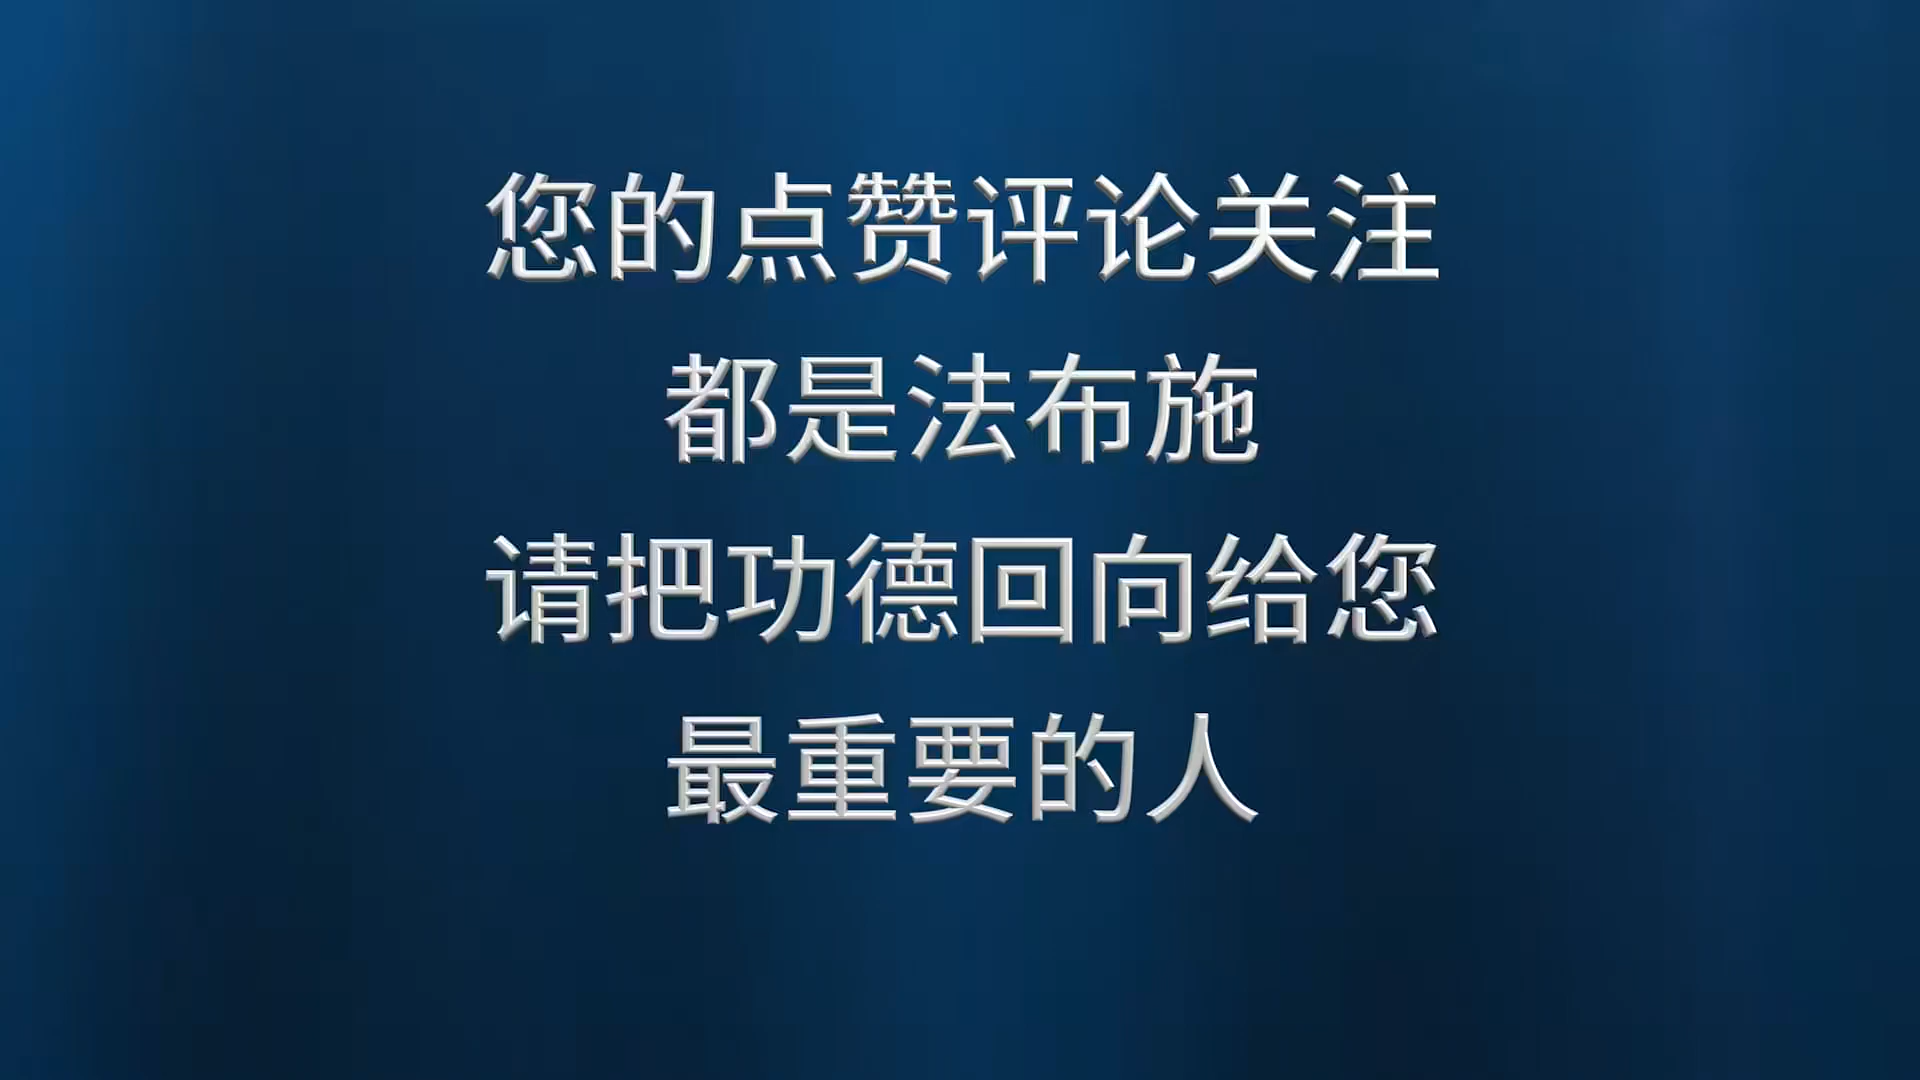 您的点赞评论关注
都是法布施
请把功德回向给您
最重要的人